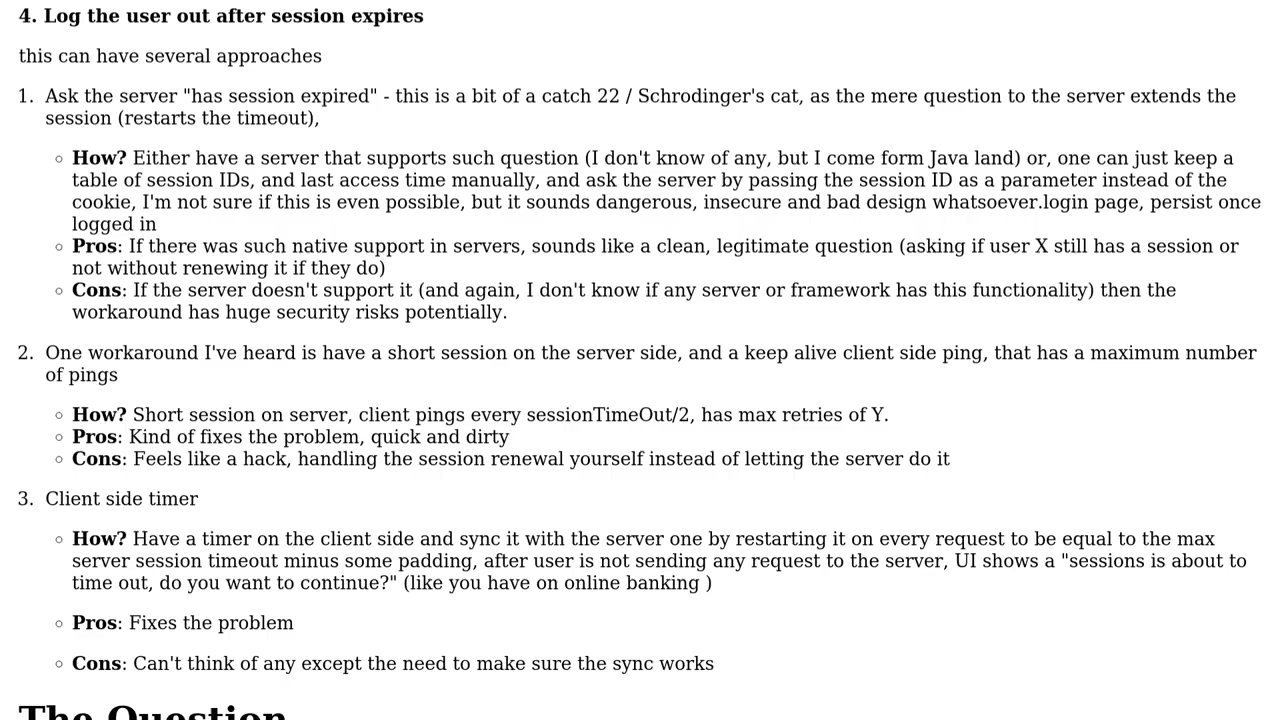 4. Log the user out after session expires
this can have several approaches
1. Ask the server "has session expired" - this is a bit of a catch 22 / Schrodinger's cat, as the mere question to the server extends the
session (restarts the timeout),
◦ How? Either have a server that supports such question (I don't know of any, but I come form Java land) or, one can just keep a
table of session IDs, and last access time manually, and ask the server by passing the session ID as a parameter instead of the
cookie, I'm not sure if this is even possible, but it sounds dangerous, insecure and bad design whatsoever.login page, persist once
logged in
◦ Pros: If there was such native support in servers, sounds like a clean, legitimate question (asking if user X still has a session or
not without renewing it if they do)
◦ Cons: If the server doesn't support it (and again, I don't know if any server or framework has this functionality) then the
workaround has huge security risks potentially.
2. One workaround I've heard is have a short session on the server side, and a keep alive client side ping, that has a maximum number
of pings
◦ How? Short session on server, client pings every sessionTimeOut/2, has max retries of Y.
◦ Pros: Kind of fixes the problem, quick and dirty
◦ Cons: Feels like a hack, handling the session renewal yourself instead of letting the server do it
3. Client side timer
◦ How? Have a timer on the client side and sync it with the server one by restarting it on every request to be equal to the max
server session timeout minus some padding, after user is not sending any request to the server, UI shows a "sessions is about to
time out, do you want to continue?" (like you have on online banking )
◦ Pros: Fixes the problem
◦ Cons: Can't think of any except the need to make sure the sync works
The Question